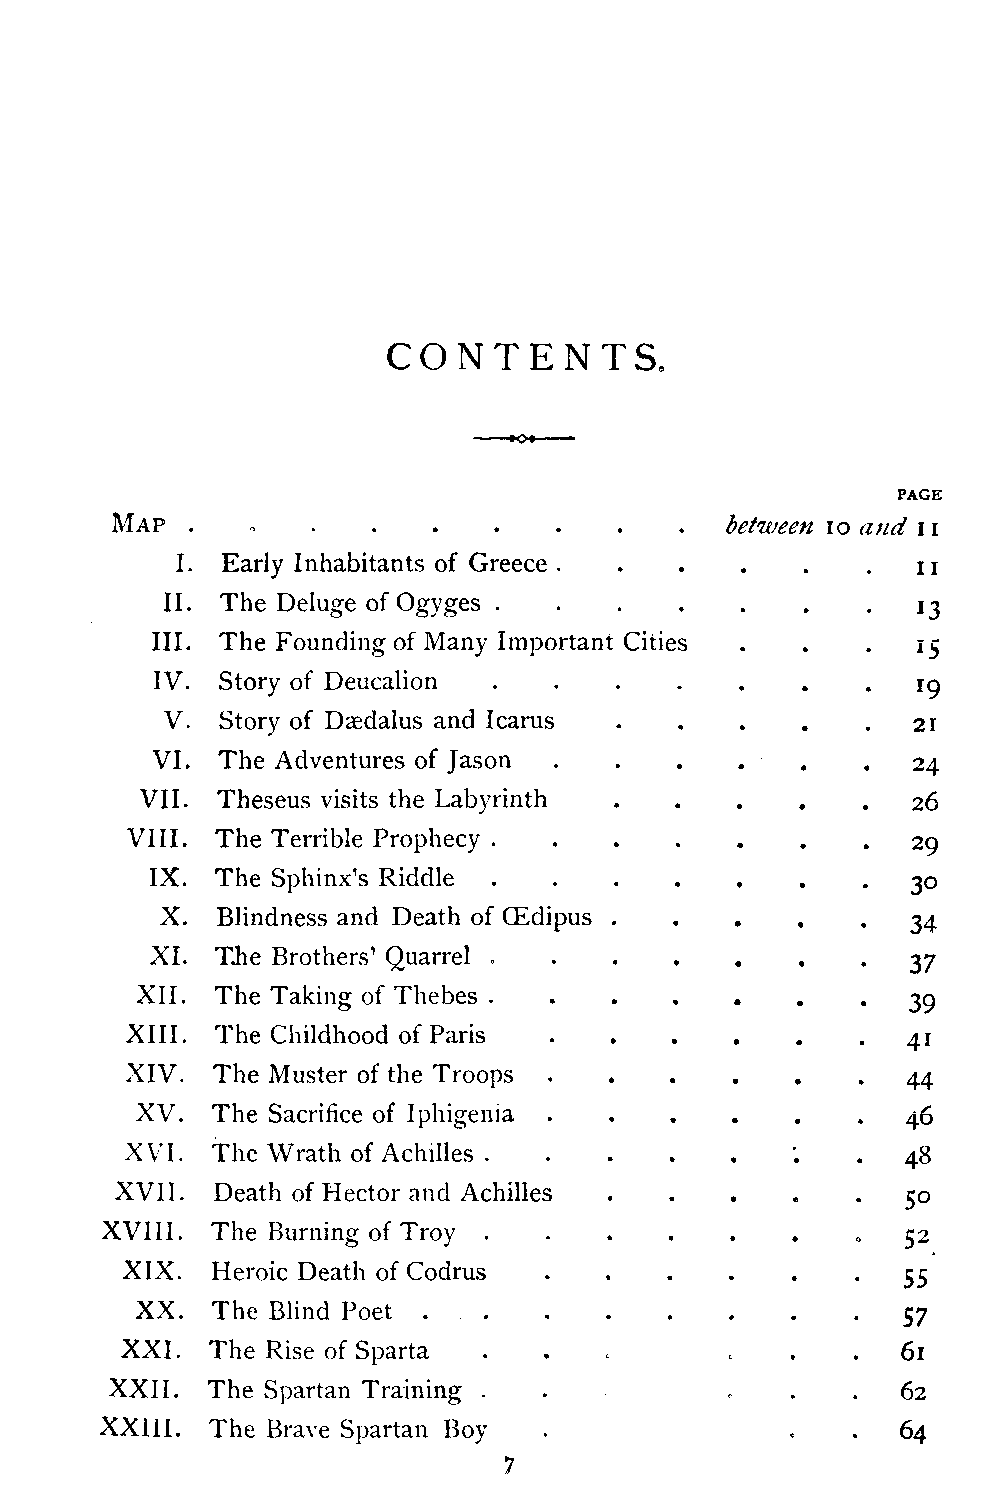 CONTENTS.
PAGE
MAP . . . . . . . . . between 10 and 11
I. Early Inhabitants of Greece . . . . . . 11
II. The Deluge of Ogyges . . . . . . . 13
III. The Founding of Many Important Cities . . . 15
IV. Story of Deucalion . . . . . . . 19
V. Story of Dædalus and Icarus . . . . . 21
VI. The Adventures of Jason . . . . . . 24
VII. Theseus visits the Labyrinth . . . . . 26
VIII. The Terrible Prophecy . . . . . . . 29
IX. The Sphinx's Riddle . . . . . . . 30
X. Blindness and Death of Œdipus . . . . . 34
XI. The Brothers' Quarrel . . . . . . . 37
XII. The Taking of Thebes . . . . . . . 39
XIII. The Childhood of Paris . . . . . . 41
XIV. The Muster of the Troops . . . . . . 44
XV. The Sacrifice of Iphigenia . . . . . . 46
XVI. The Wrath of Achilles . . . . . . . 48
XVII. Death of Hector and Achilles . . . . . 50
XVIII. The Burning of Troy . . . . . . . 52
XIX. Heroic Death of Codrus . . . . . . 55
XX. The Blind Poet . . . . . . . . 57
XXI. The Rise of Sparta . . . . . . 61
XXII. The Spartan Training . . . . . 62
XXIII. The Brave Spartan Boy . . . 64
7